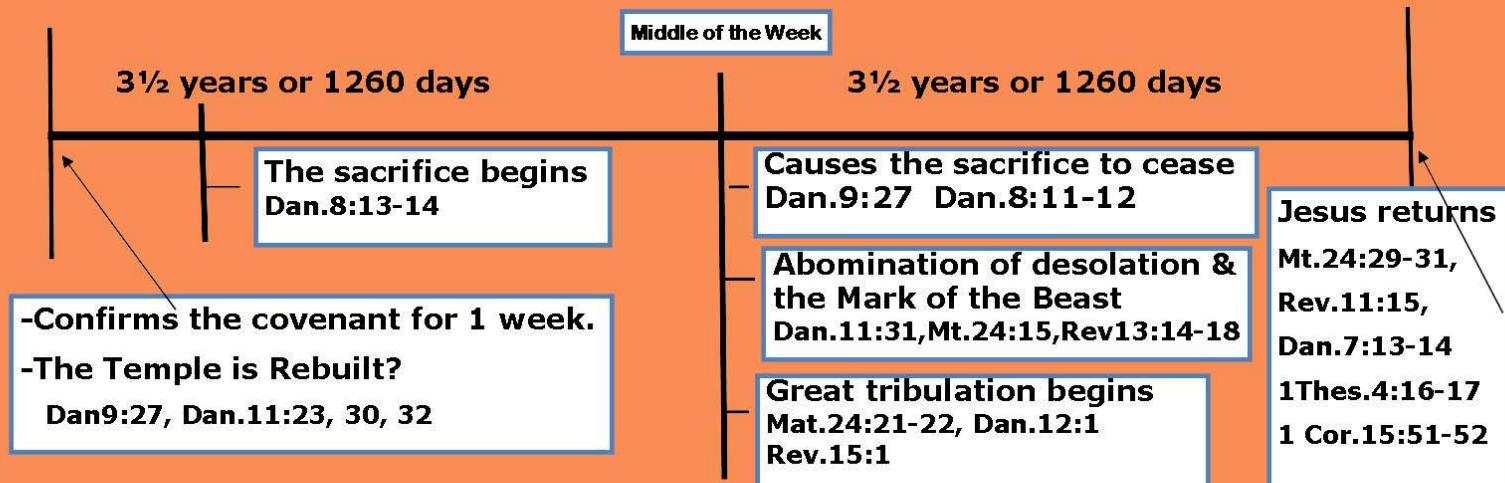 Middle of the Week
3½ years or 1260 days
3½ years or 1260 days
The sacrifice begins
Dan.8:13-14
Causes the sacrifice to cease
Dan.9:27  Dan.8:11-12
-Confirms the covenant for 1 week.
-The Temple is Rebuilt?
Dan9:27, Dan.11:23, 30, 32
Abomination of desolation &
the Mark of the Beast
Dan.11:31,Mt.24:15,Rev13:14-18
Great tribulation begins
Mat.24:21-22, Dan.12:1
Rev.15:1
Jesus returns
Mt.24:29-31,
Rev.11:15,
Dan.7:13-14
1Thes.4:16-17
1 Cor.15:51-52